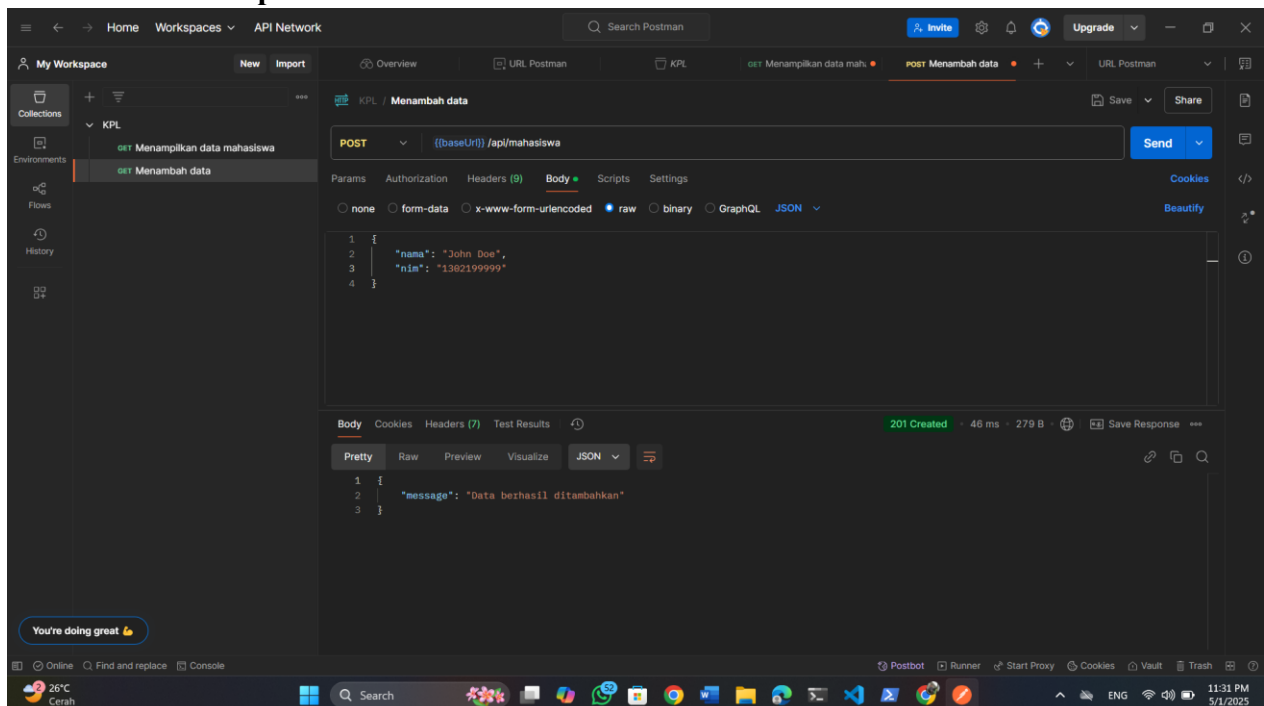 Home Workspaces API Network Search Postman Invite Upgrade
My Workspace New Import Overview URL Postman KPL GET Menampilkan data mah POST Menambah data URL Postman
Collections
Environments
Flows
History
KPL
GET Menampilkan data mahasiswa
GET Menambah data
HTTP KPL / Menambah data Save Share
POST {{baseUrl}} /api/mahasiswa Send
Params Authorization Headers (9) Body Scripts Settings Cookies
none form-data x-www-form-urlencoded raw binary GraphQL JSON Beautify
1 {
2 "nama": "John Doe",
3 "nim": "1302199999"
4 }
Body Cookies Headers (7) Test Results 201 Created 46 ms 279 B Save Response
Pretty Raw Preview Visualize JSON
1 {
2 "message": "Data berhasil ditambahkan"
3 }
You're doing great
Online Find and replace Console Postbot Runner Start Proxy Cookies Vault Trash
2 26°C
Cerah
Search 52 ENG 11:31 PM
5/1/2025